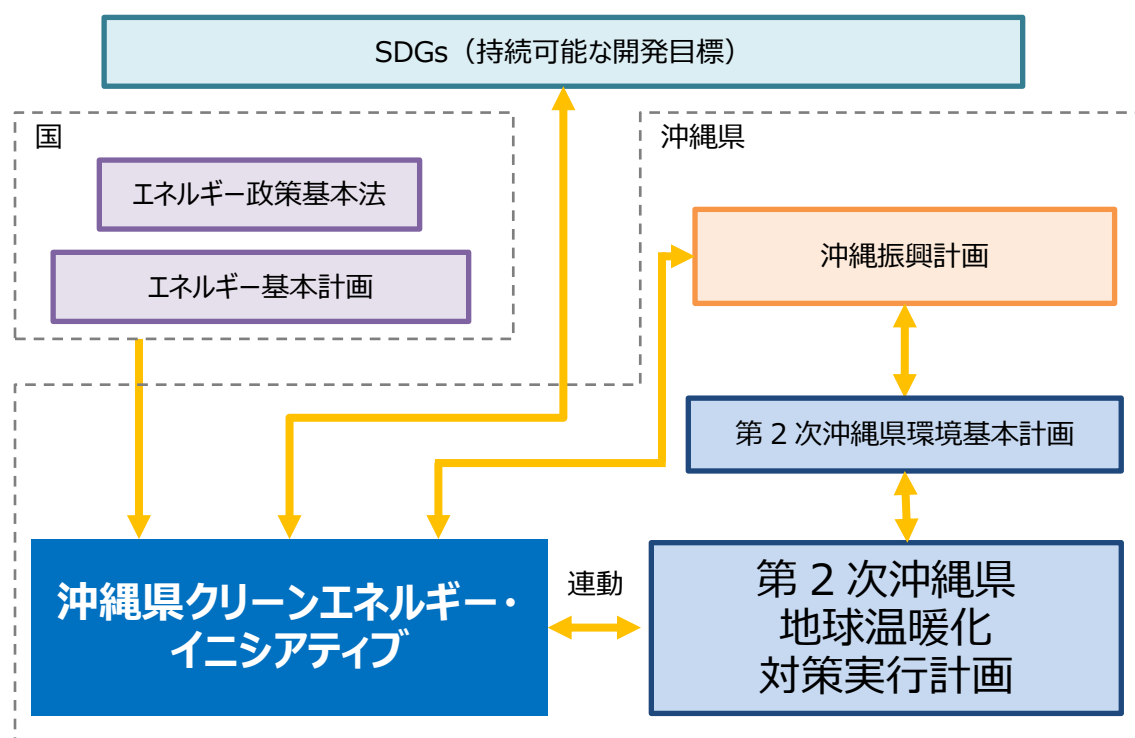 SDGs（持続可能な開発目標）
国
エネルギー政策基本法
エネルギー基本計画
沖縄県
沖縄振興計画
第２次沖縄県環境基本計画
沖縄県クリーンエネルギー・
イニシアティブ
連動
第２次沖縄県
地球温暖化
対策実行計画